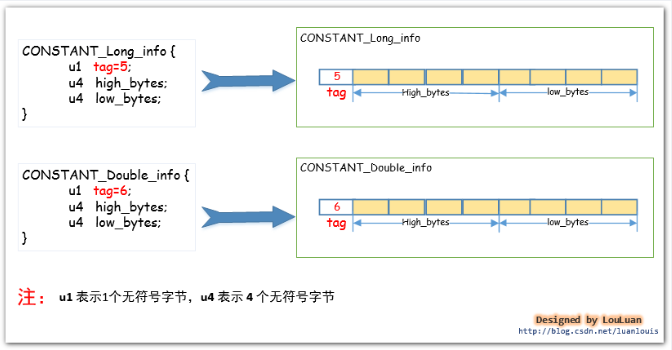 CONSTANT_Long_info {
u1 tag=5;
u4 high_bytes;
u4 low_bytes;
}
CONSTANT_Long_info
5
tag
High_bytes
low_bytes
CONSTANT_Double_info {
u1 tag=6;
u4 high_bytes;
u4 low_bytes;
}
CONSTANT_Double_info
6
tag
High_bytes
low_bytes
注：u1 表示1个无符号字节，u4 表示 4 个无符号字节
Designed by LouLuan
http://blog.csdn.net/luanlouis